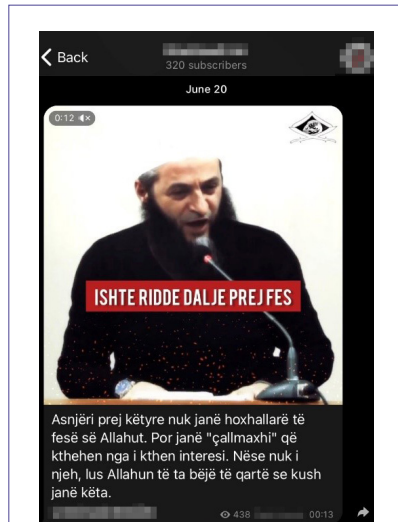 Back
320 subscribers
June 20
0:12
ISHTE RIDDE DALJE PREJ FES
Asnjëri prej këtyre nuk janë hoxhallarë të
fesë së Allahut. Por janë "çallmaxhi" që
kthehen nga i kthen interesi. Nëse nuk i
njeh, lus Allahun të ta bëjë të qartë se kush
janë këta.
438
00:13